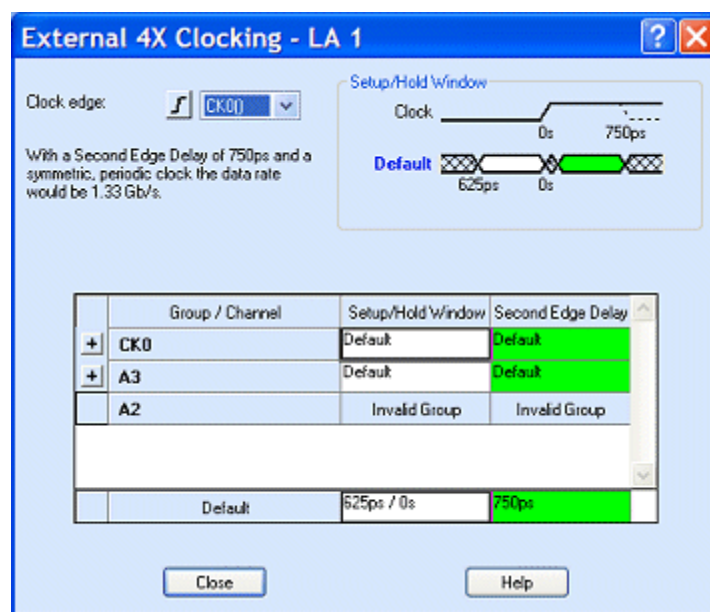 External 4X Clocking - LA 1
Clock edge: CK0()
With a Second Edge Delay of 750ps and a
symmetric, periodic clock the data rate
would be 1.33 Gb/s.
Setup/Hold Window
Clock
0s 750ps
Default
625ps 0s
Group / Channel Setup/Hold Window Second Edge Delay
+ CK0 Default Default
+ A3 Default Default
A2 Invalid Group Invalid Group
Default 625ps / 0s 750ps
Close Help